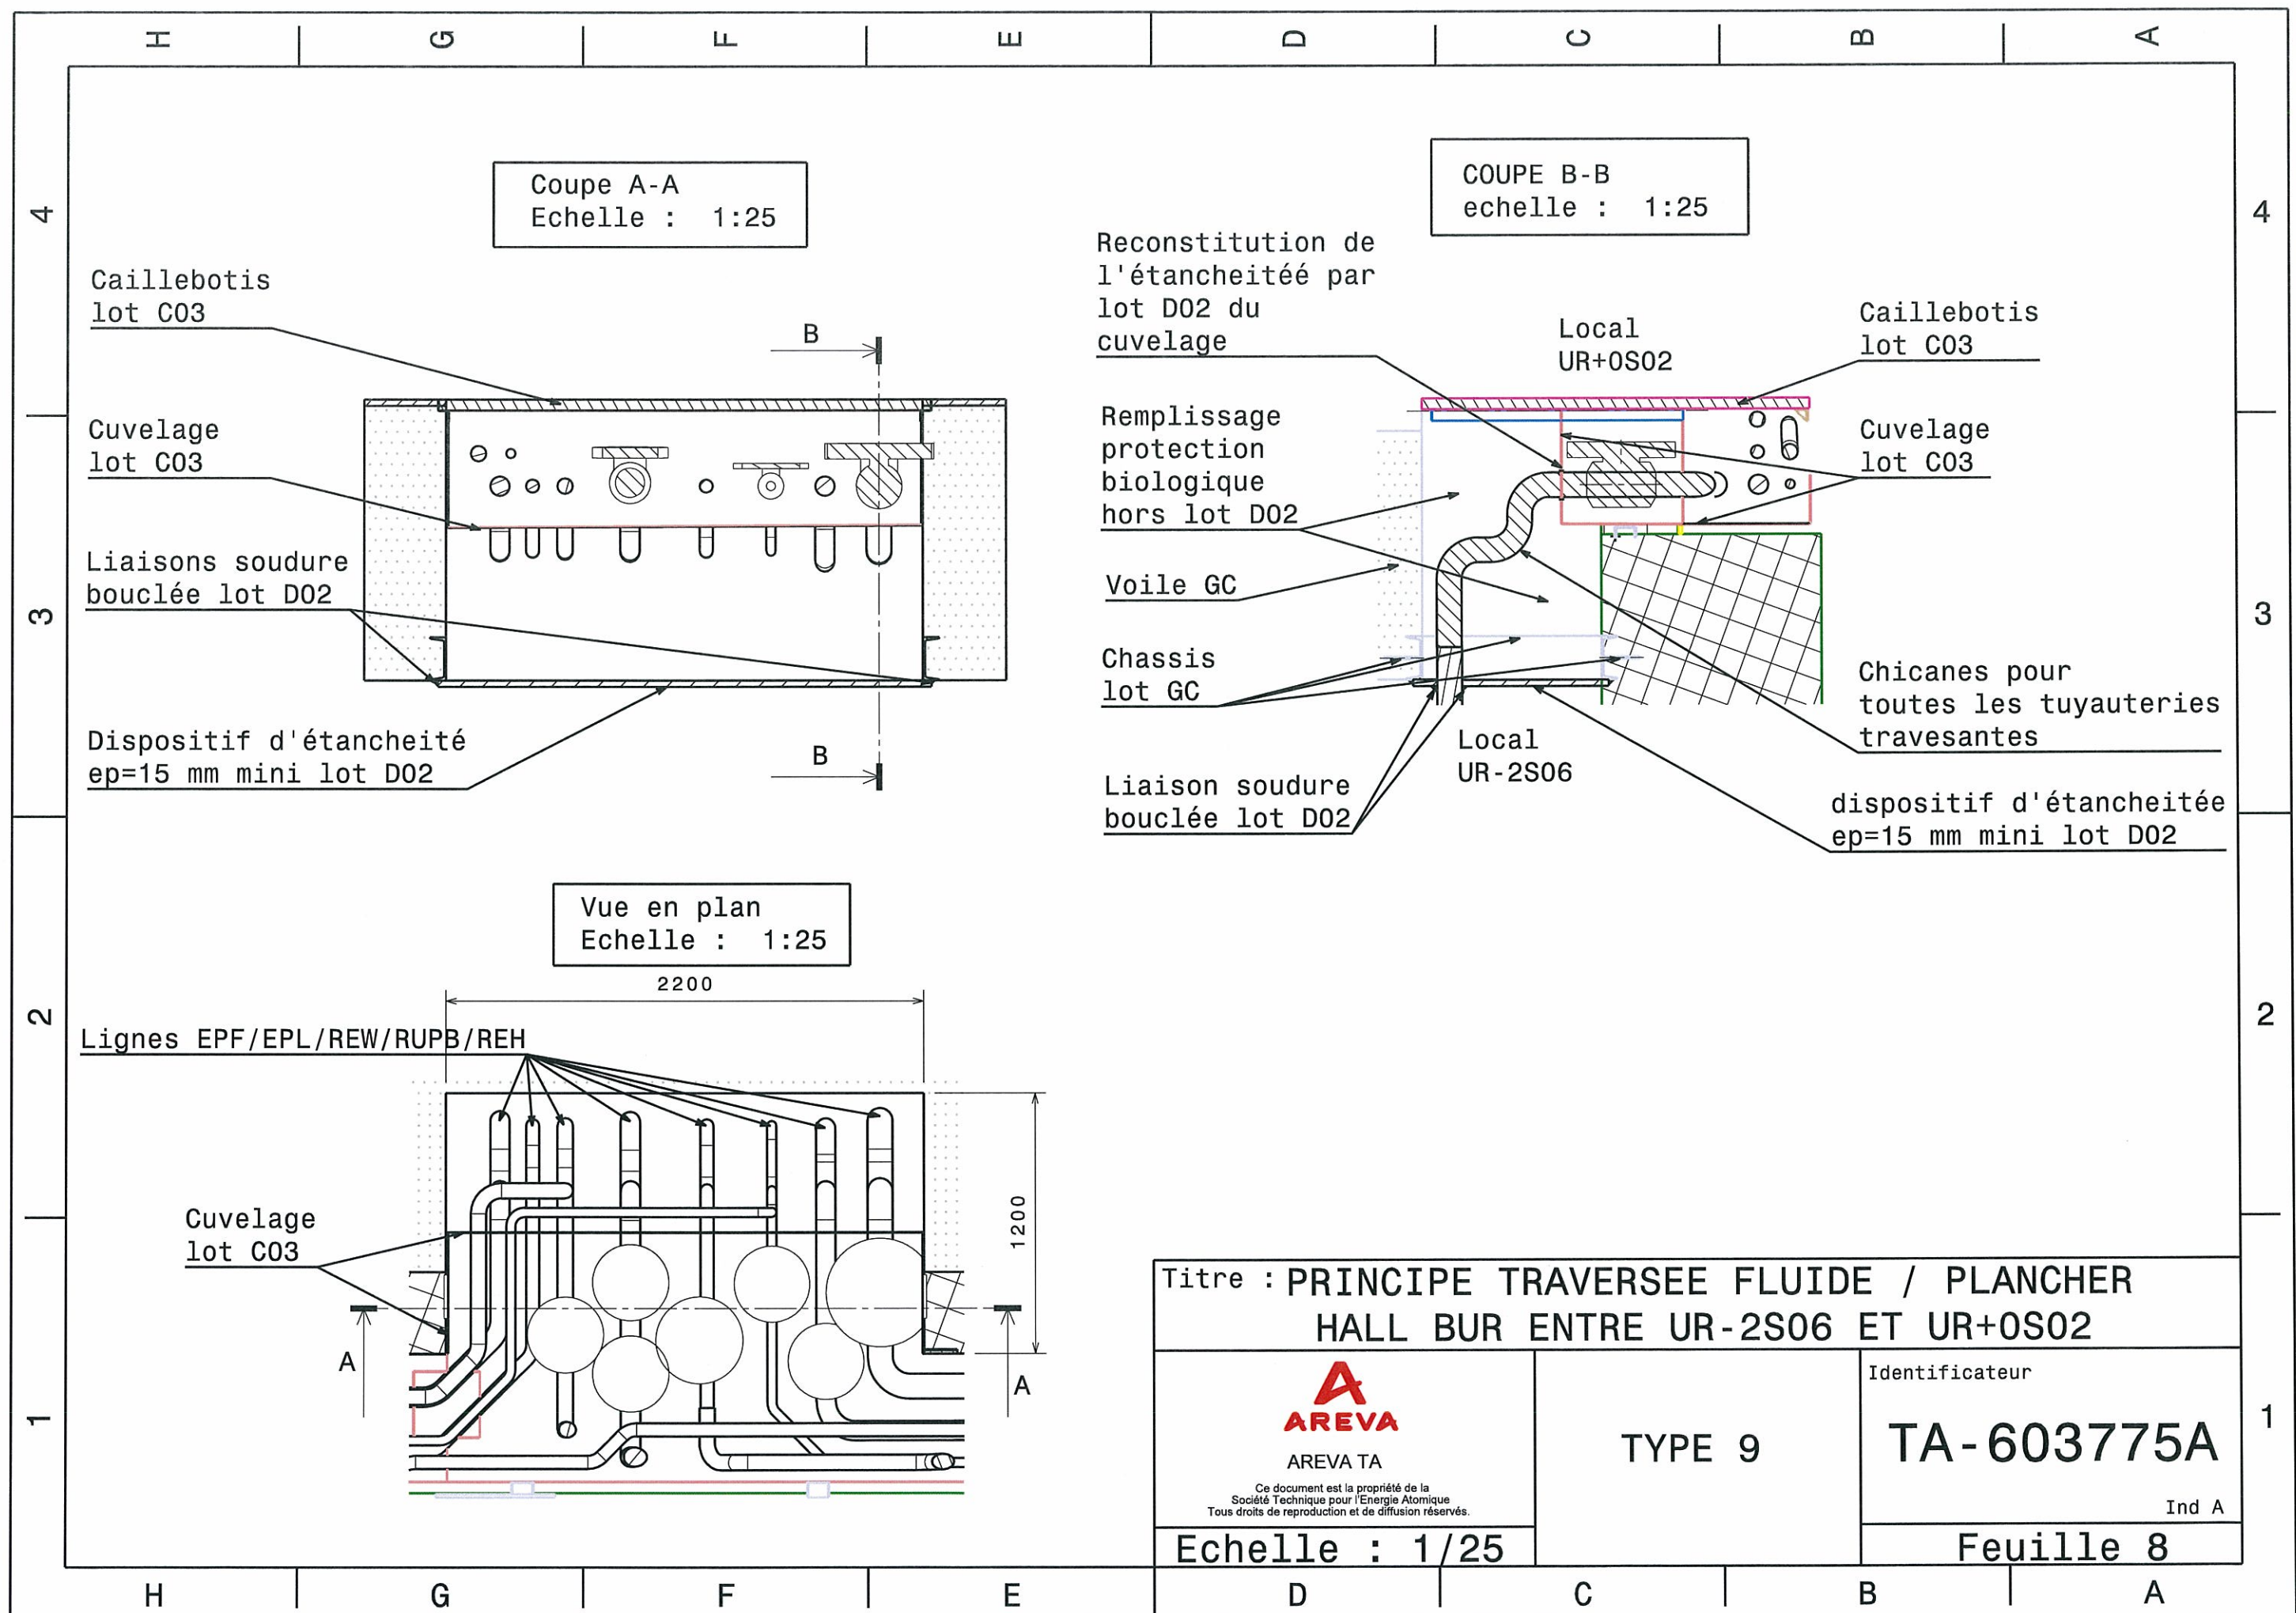 H G F E D C B A
4
4
Coupe A-A
Echelle : 1:25
COUPE B-B
echelle : 1:25
Caillebotis
lot C03
Cuvelage
lot C03
Liaisons soudure
bouclée lot D02
Dispositif d'étancheité
ep=15 mm mini lot D02
B
B
Reconstitution de
l'étancheitéé par
lot D02 du
cuvelage
Local
UR+0S02
Caillebotis
lot C03
Remplissage
protection
biologique
hors lot D02
Cuvelage
lot C03
Voile GC
Chassis
lot GC
Chicanes pour
toutes les tuyauteries
travesantes
Local
UR-2S06
Liaison soudure
bouclée lot D02
dispositif d'étancheitée
ep=15 mm mini lot D02
3
3
Vue en plan
Echelle : 1:25
2200
2
2
Lignes EPF/EPL/REW/RUPB/REH
Cuvelage
lot C03
1200
A
A
1
1
Titre : PRINCIPE TRAVERSEE FLUIDE / PLANCHER
HALL BUR ENTRE UR-2S06 ET UR+0S02
AREVA
AREVA TA
Ce document est la propriété de la
Société Technique pour l'Energie Atomique
Tous droits de reproduction et de diffusion réservés.
Echelle : 1/25
TYPE 9
Identificateur
TA-603775A
Ind A
Feuille 8
H G F E D C B A